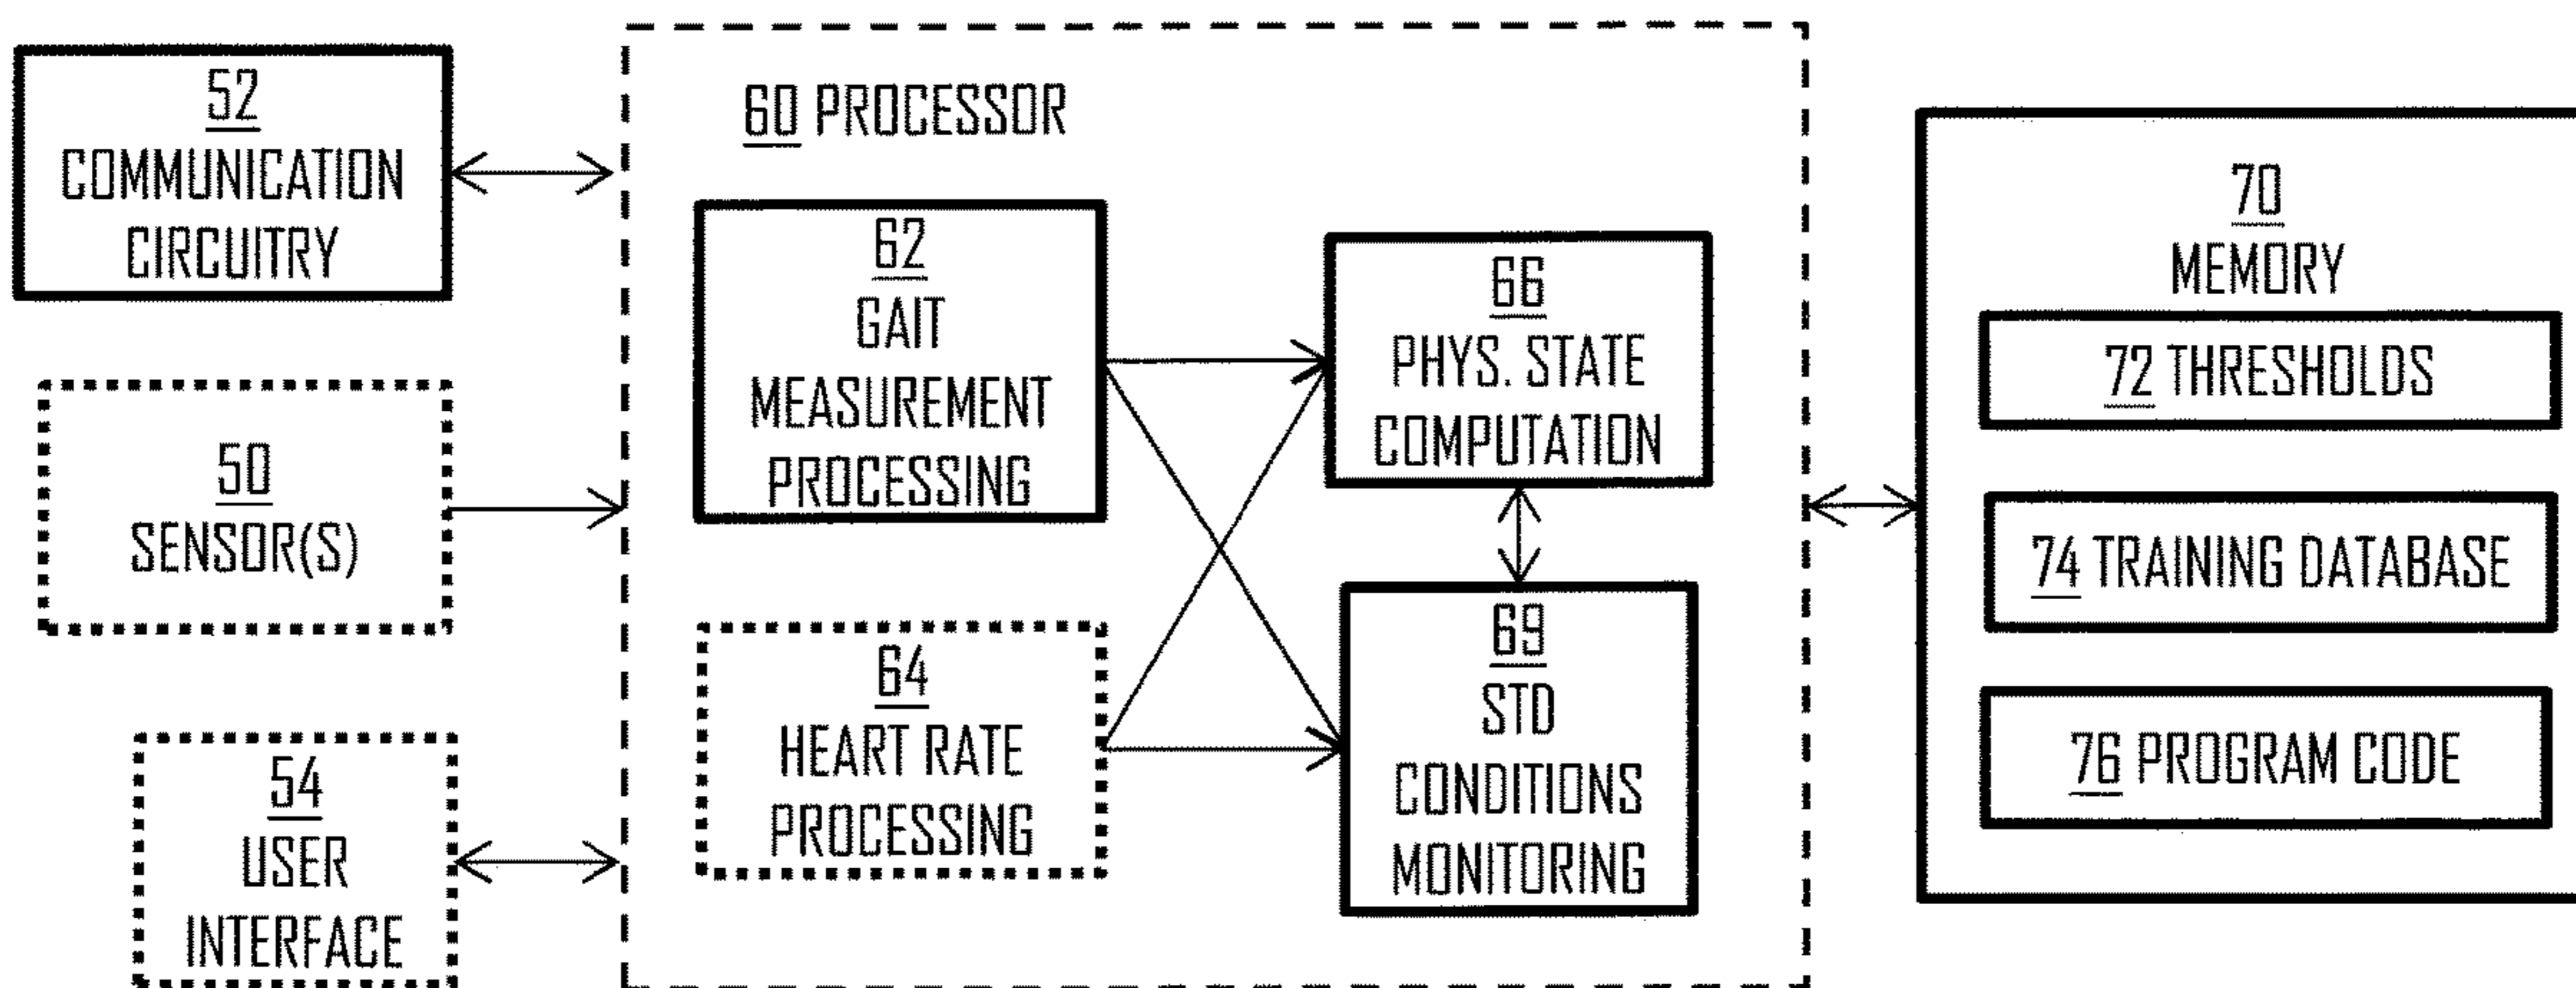 52
COMMUNICATION
CIRCUITRY
50
SENSOR(S)
54
USER
INTERFACE
60 PROCESSOR
62
GAIT
MEASUREMENT
PROCESSING
64
HEART RATE
PROCESSING
66
PHYS. STATE
COMPUTATION
69
STD
CONDITIONS
MONITORING
70
MEMORY
72 THRESHOLDS
74 TRAINING DATABASE
76 PROGRAM CODE